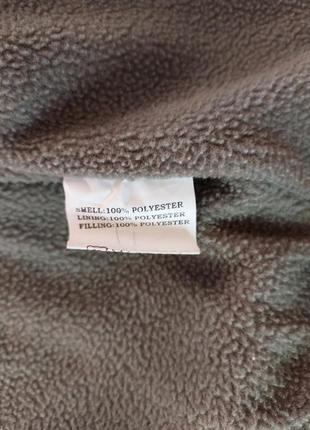 SHELL:100% POLYESTER
LINING:100% POLYESTER
FILLING:100% POLYESTER